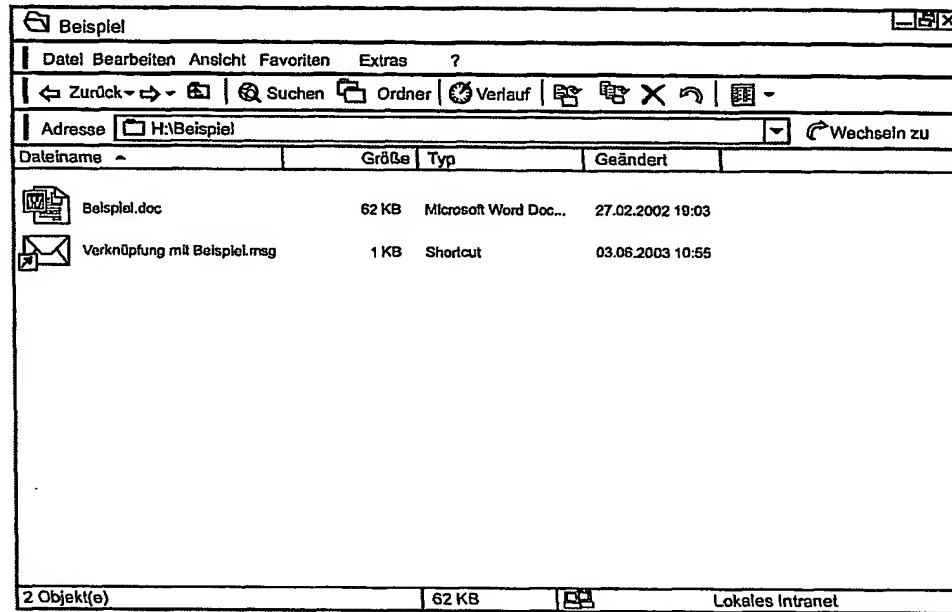 Beispiel
Datei Bearbeiten Ansicht Favoriten Extras ?
Zurück Suchen Ordner Verlauf
Adresse H:\Beispiel Wechseln zu
Dateiname Größe Typ Geändert
Beispiel.doc 62 KB Microsoft Word Doc... 27.02.2002 19:03
Verknüpfung mit Beispiel.msg 1 KB Shortcut 03.06.2003 10:55
2 Objekt(e) 62 KB Lokales Intranet